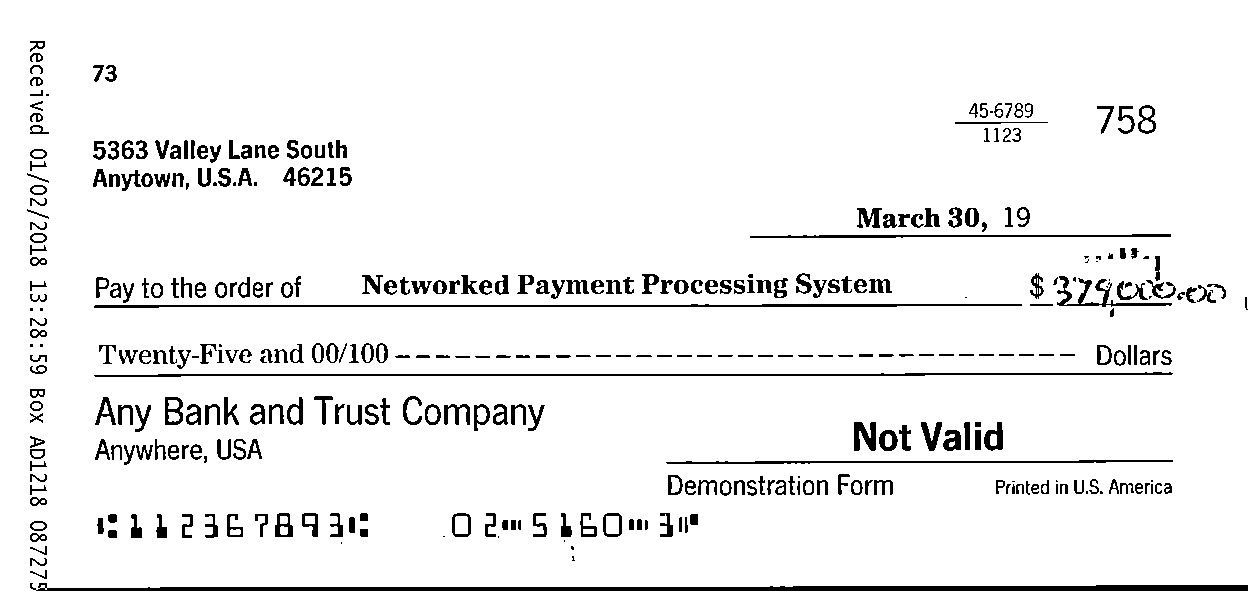 Received 01/02/2018 13:28:59 Box AD1218 087275
73
45-6789
1123
758
5363 Valley Lane South
Anytown, U.S.A. 46215
March 30, 19
Pay to the order of Networked Payment Processing System $ 379,000.00
Twenty-Five and 00/100 Dollars
Any Bank and Trust Company
Anywhere, USA
Not Valid
Demonstration Form
Printed in U.S. America
⑆112367893⑆ 02⑉5160⑉3⑈